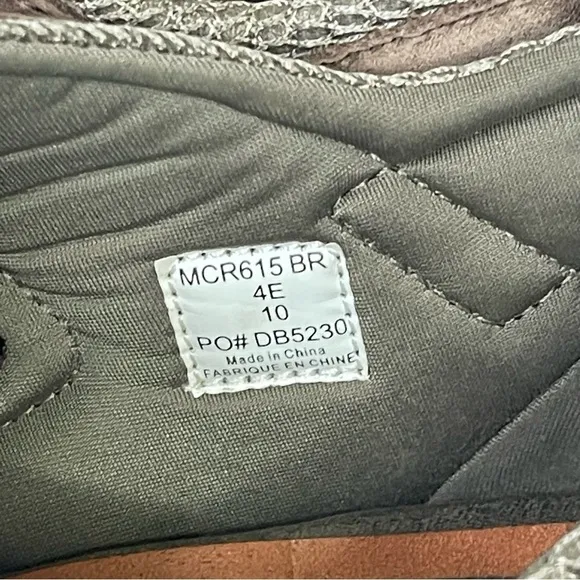 MCR615 BR
4E
10
PO# DB5230
Made in China
FABRIQUE EN CHINE